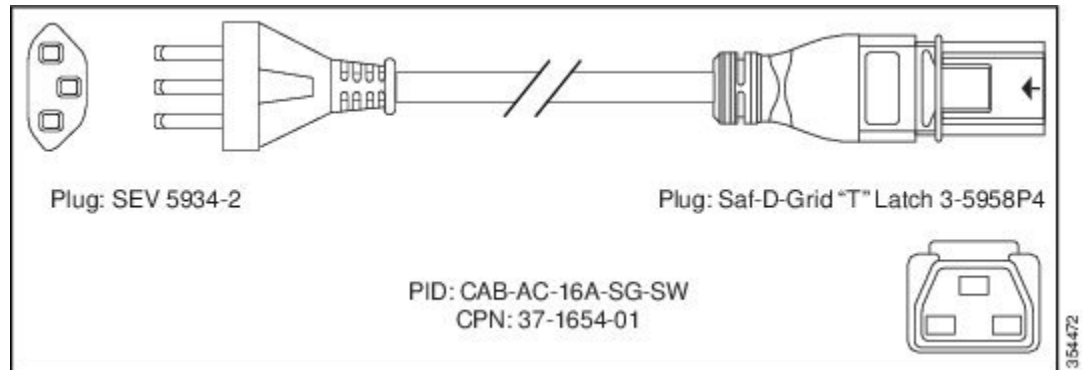 Plug: SEV 5934-2
Plug: Saf-D-Grid “T” Latch 3-5958P4
PID: CAB-AC-16A-SG-SW
CPN: 37-1654-01
354472